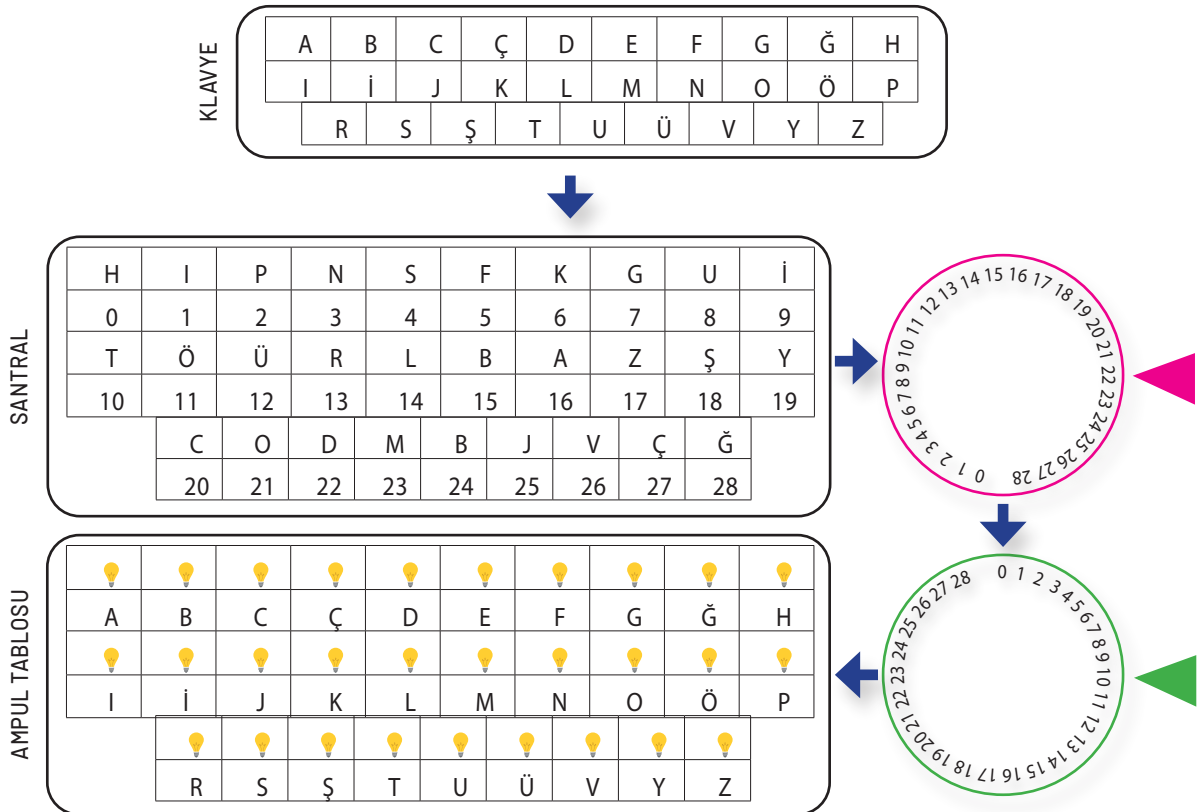 KLAVYE
A B C Ç D E F G Ğ H
I İ J K L M N O Ö P
R S Ş T U Ü V Y Z
SANTRAL
H I P N S F K G U İ
0 1 2 3 4 5 6 7 8 9
T Ö Ü R L B A Z Ş Y
10 11 12 13 14 15 16 17 18 19
C O D M B J V Ç Ğ
20 21 22 23 24 25 26 27 28
0 1 2 3 4 5 6 7 8 9 10 11 12 13 14 15 16 17 18 19 20 21 22 23 24 25 26 27 28
AMPUL TABLOSU
A B C Ç D E F G Ğ H
I İ J K L M N O Ö P
R S Ş T U Ü V Y Z
0 1 2 3 4 5 6 7 8 9 10 11 12 13 14 15 16 17 18 19 20 21 22 23 24 25 26 27 28